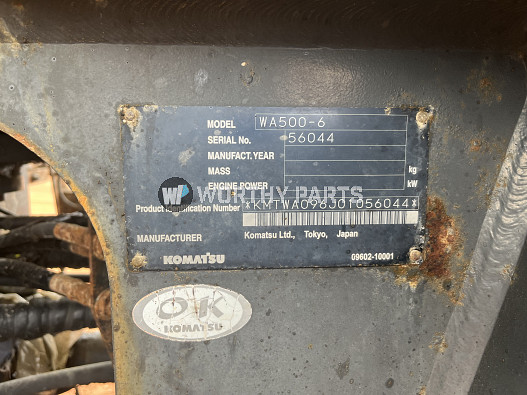 MODEL WA500-6
SERIAL No. 56044
MANUFACT.YEAR
MASS kg
ENGINE POWER kW
WORTHY PARTS
Product Identification Number *KMTWA096J01056044*
MANUFACTURER Komatsu Ltd., Tokyo, Japan
KOMATSU 09602-10001
OK
KOMATSU